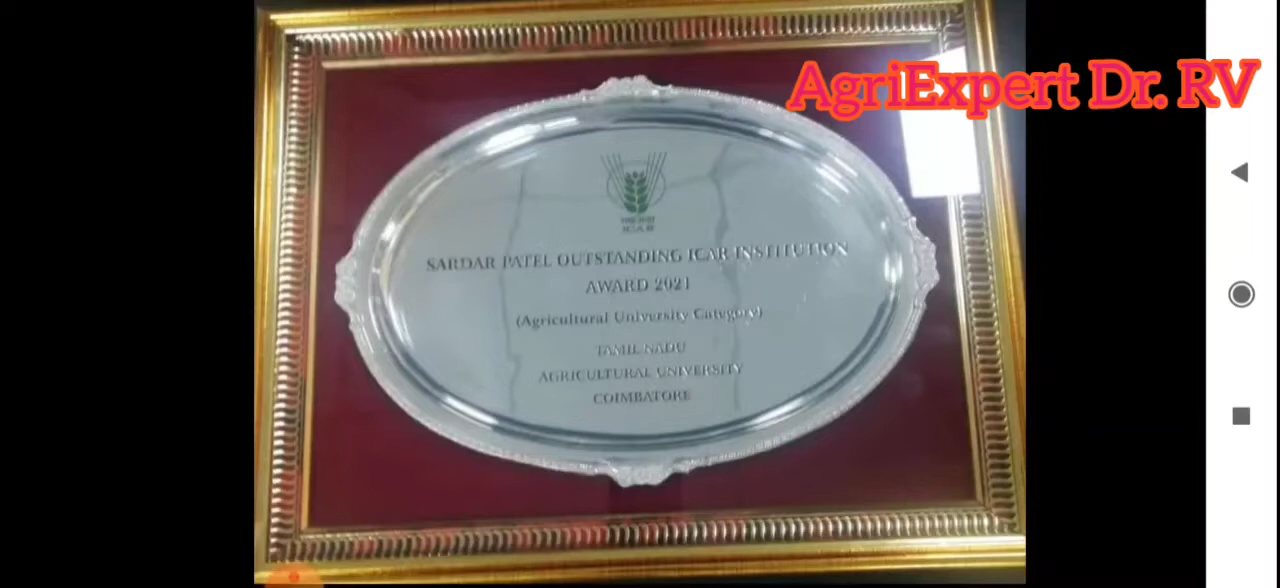 AgriExpert Dr. RV
SARDAR PATEL OUTSTANDING ICAR INSTITUTION
AWARD 2021
(Agricultural University Category)
TAMIL NADU
AGRICULTURAL UNIVERSITY
COIMBATORE